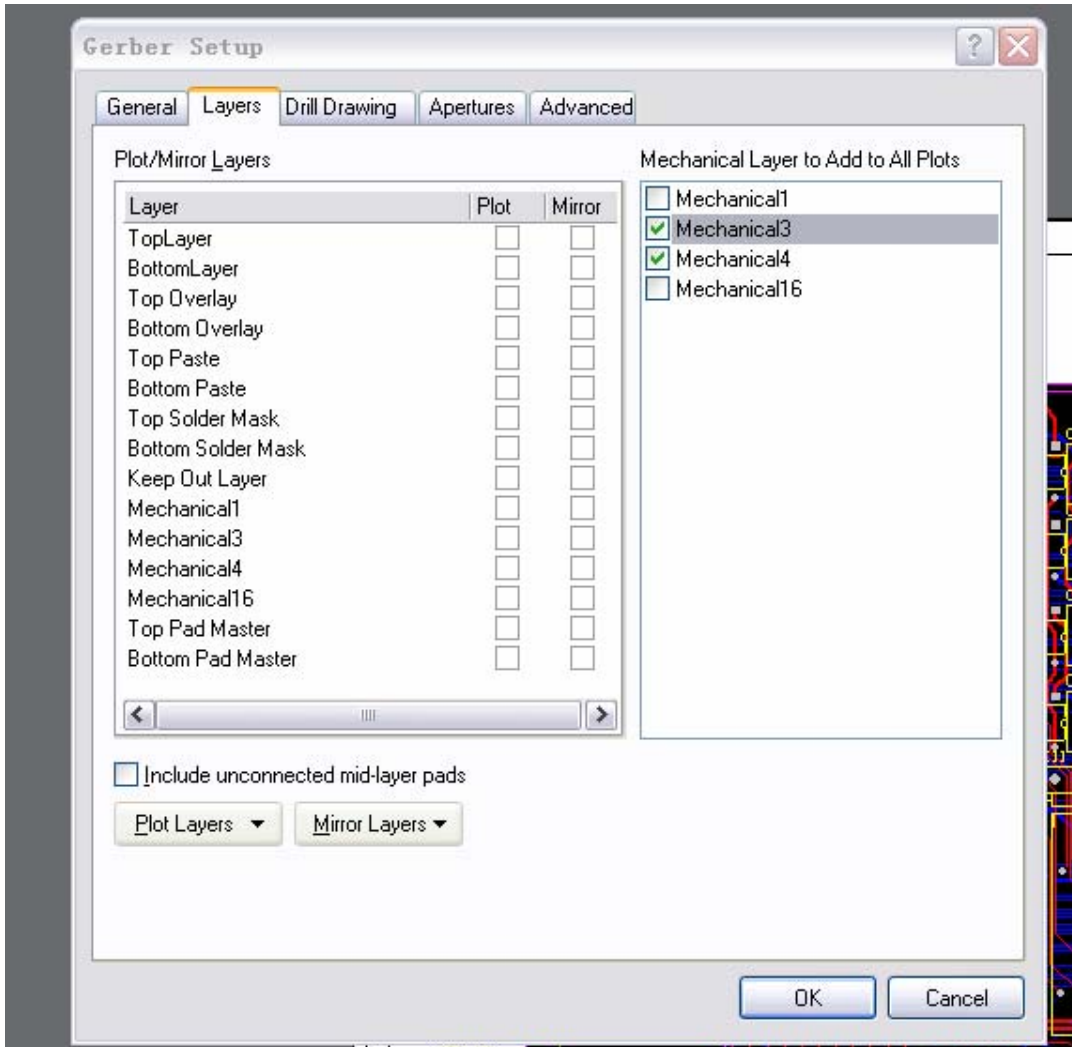 Gerber Setup
General Layers Drill Drawing Apertures Advanced
Plot/Mirror Layers
Layer Plot Mirror
TopLayer
BottomLayer
Top Overlay
Bottom Overlay
Top Paste
Bottom Paste
Top Solder Mask
Bottom Solder Mask
Keep Out Layer
Mechanical1
Mechanical3
Mechanical4
Mechanical16
Top Pad Master
Bottom Pad Master
Mechanical Layer to Add to All Plots
Mechanical1
Mechanical3
Mechanical4
Mechanical16
Include unconnected mid-layer pads
Plot Layers Mirror Layers
OK Cancel